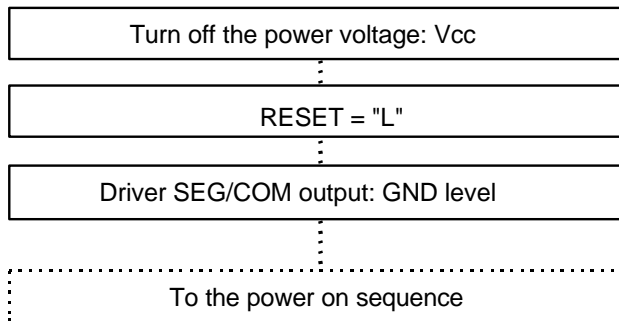 Turn off the power voltage: Vcc
RESET = "L"
Driver SEG/COM output: GND level
To the power on sequence